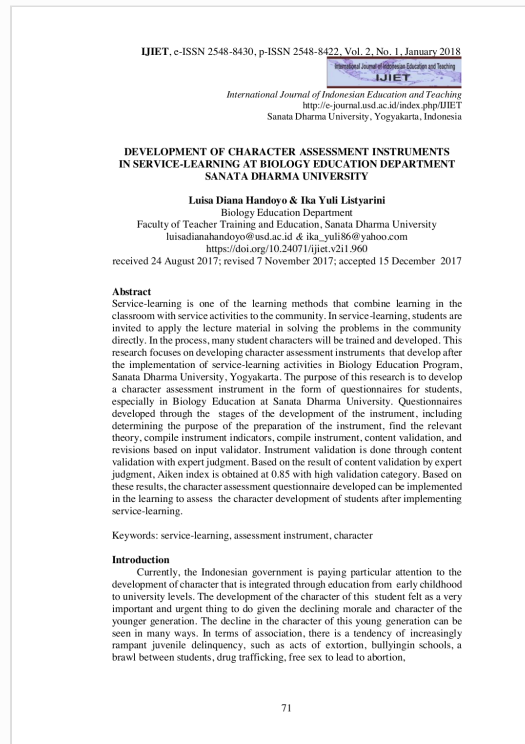 IJIET, e-ISSN 2548-8430, p-ISSN 2548-8422, Vol. 2, No. 1, January 2018
International Journal of Indonesian Education and Teaching
IJIET
International Journal of Indonesian Education and Teaching
http://e-journal.usd.ac.id/index.php/IJIET
Sanata Dharma University, Yogyakarta, Indonesia
DEVELOPMENT OF CHARACTER ASSESSMENT INSTRUMENTS
IN SERVICE-LEARNING AT BIOLOGY EDUCATION DEPARTMENT
SANATA DHARMA UNIVERSITY
Luisa Diana Handoyo & Ika Yuli Listyarini
Biology Education Department
Faculty of Teacher Training and Education, Sanata Dharma University
luisadianahandoyo@usd.ac.id & ika_yuli86@yahoo.com
https://doi.org/10.24071/ijiet.v2i1.960
received 24 August 2017; revised 7 November 2017; accepted 15 December 2017
Abstract
Service-learning is one of the learning methods that combine learning in the
classroom with service activities to the community. In service-learning, students are
invited to apply the lecture material in solving the problems in the community
directly. In the process, many student characters will be trained and developed. This
research focuses on developing character assessment instruments that develop after
the implementation of service-learning activities in Biology Education Program,
Sanata Dharma University, Yogyakarta. The purpose of this research is to develop
a character assessment instrument in the form of questionnaires for students,
especially in Biology Education at Sanata Dharma University. Questionnaires
developed through the stages of the development of the instrument, including
determining the purpose of the preparation of the instrument, find the relevant
theory, compile instrument indicators, compile instrument, content validation, and
revisions based on input validator. Instrument validation is done through content
validation with expert judgment. Based on the result of content validation by expert
judgment, Aiken index is obtained at 0.85 with high validation category. Based on
these results, the character assessment questionnaire developed can be implemented
in the learning to assess the character development of students after implementing
service-learning.
Keywords: service-learning, assessment instrument, character
Introduction
Currently, the Indonesian government is paying particular attention to the
development of character that is integrated through education from early childhood
to university levels. The development of the character of this student felt as a very
important and urgent thing to do given the declining morale and character of the
younger generation. The decline in the character of this young generation can be
seen in many ways. In terms of association, there is a tendency of increasingly
rampant juvenile delinquency, such as acts of extortion, bullyingin schools, a
brawl between students, drug trafficking, free sex to lead to abortion,
71